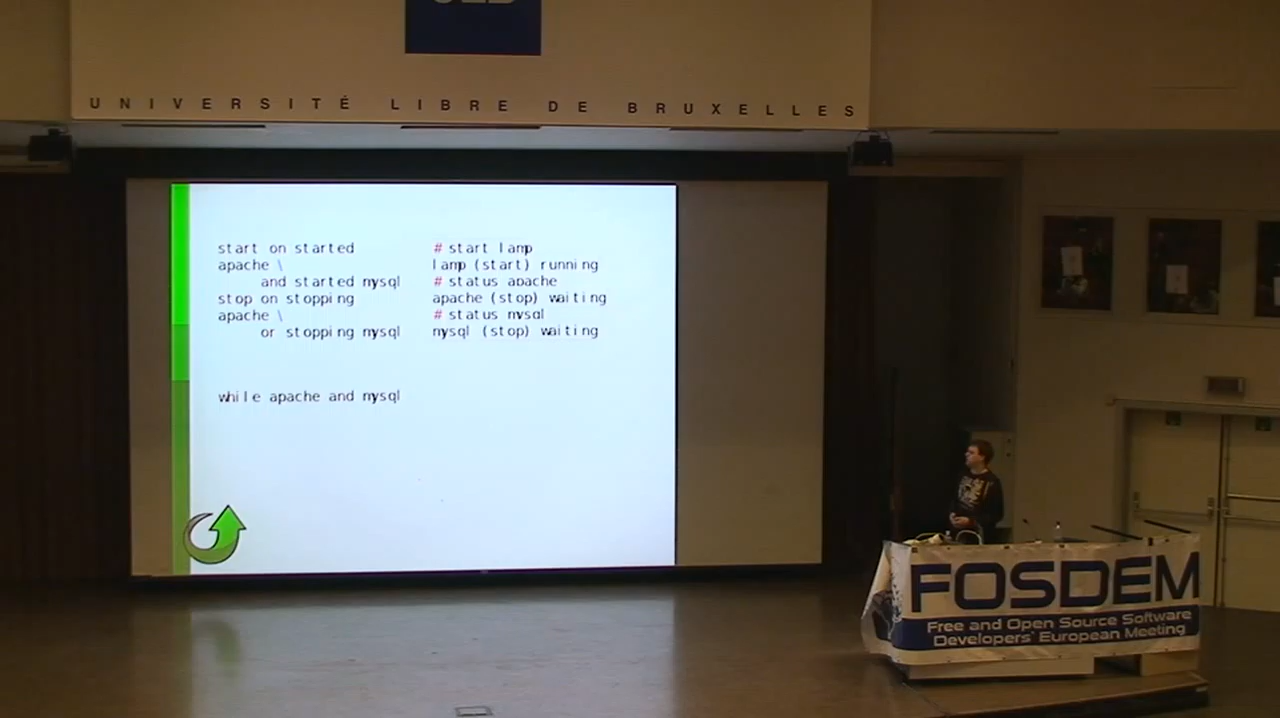 UNIVERSITÉ LIBRE DE BRUXELLES
start on started
apache \
and started mysql
stop on stopping
apache \
or stopping mysql
while apache and mysql
# start lamp
lamp (start) running
# status apache
apache (stop) waiting
# status mysql
mysql (stop) waiting
FOSDEM
Free and Open Source Software
Developers' European Meeting